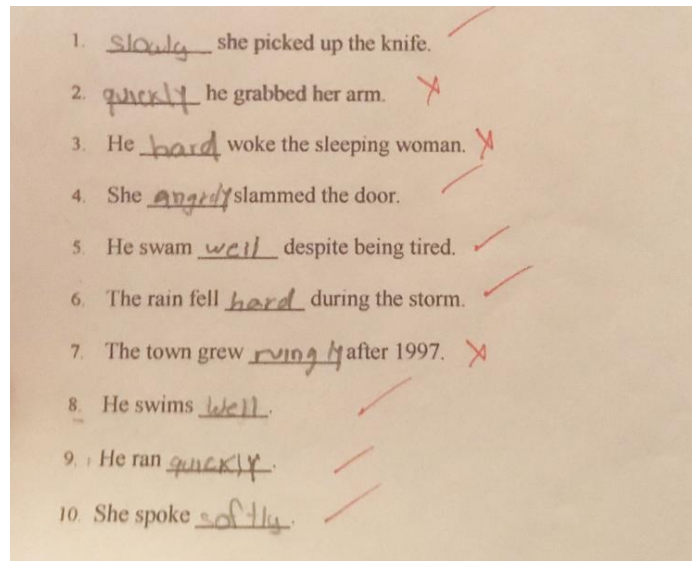 1. Slowly she picked up the knife.
2. quickly he grabbed her arm.
3. He hard woke the sleeping woman.
4. She angrily slammed the door.
5. He swam well despite being tired.
6. The rain fell hard during the storm.
7. The town grew after 1997.
8. He swims well.
9. He ran quickly.
10. She spoke softly.